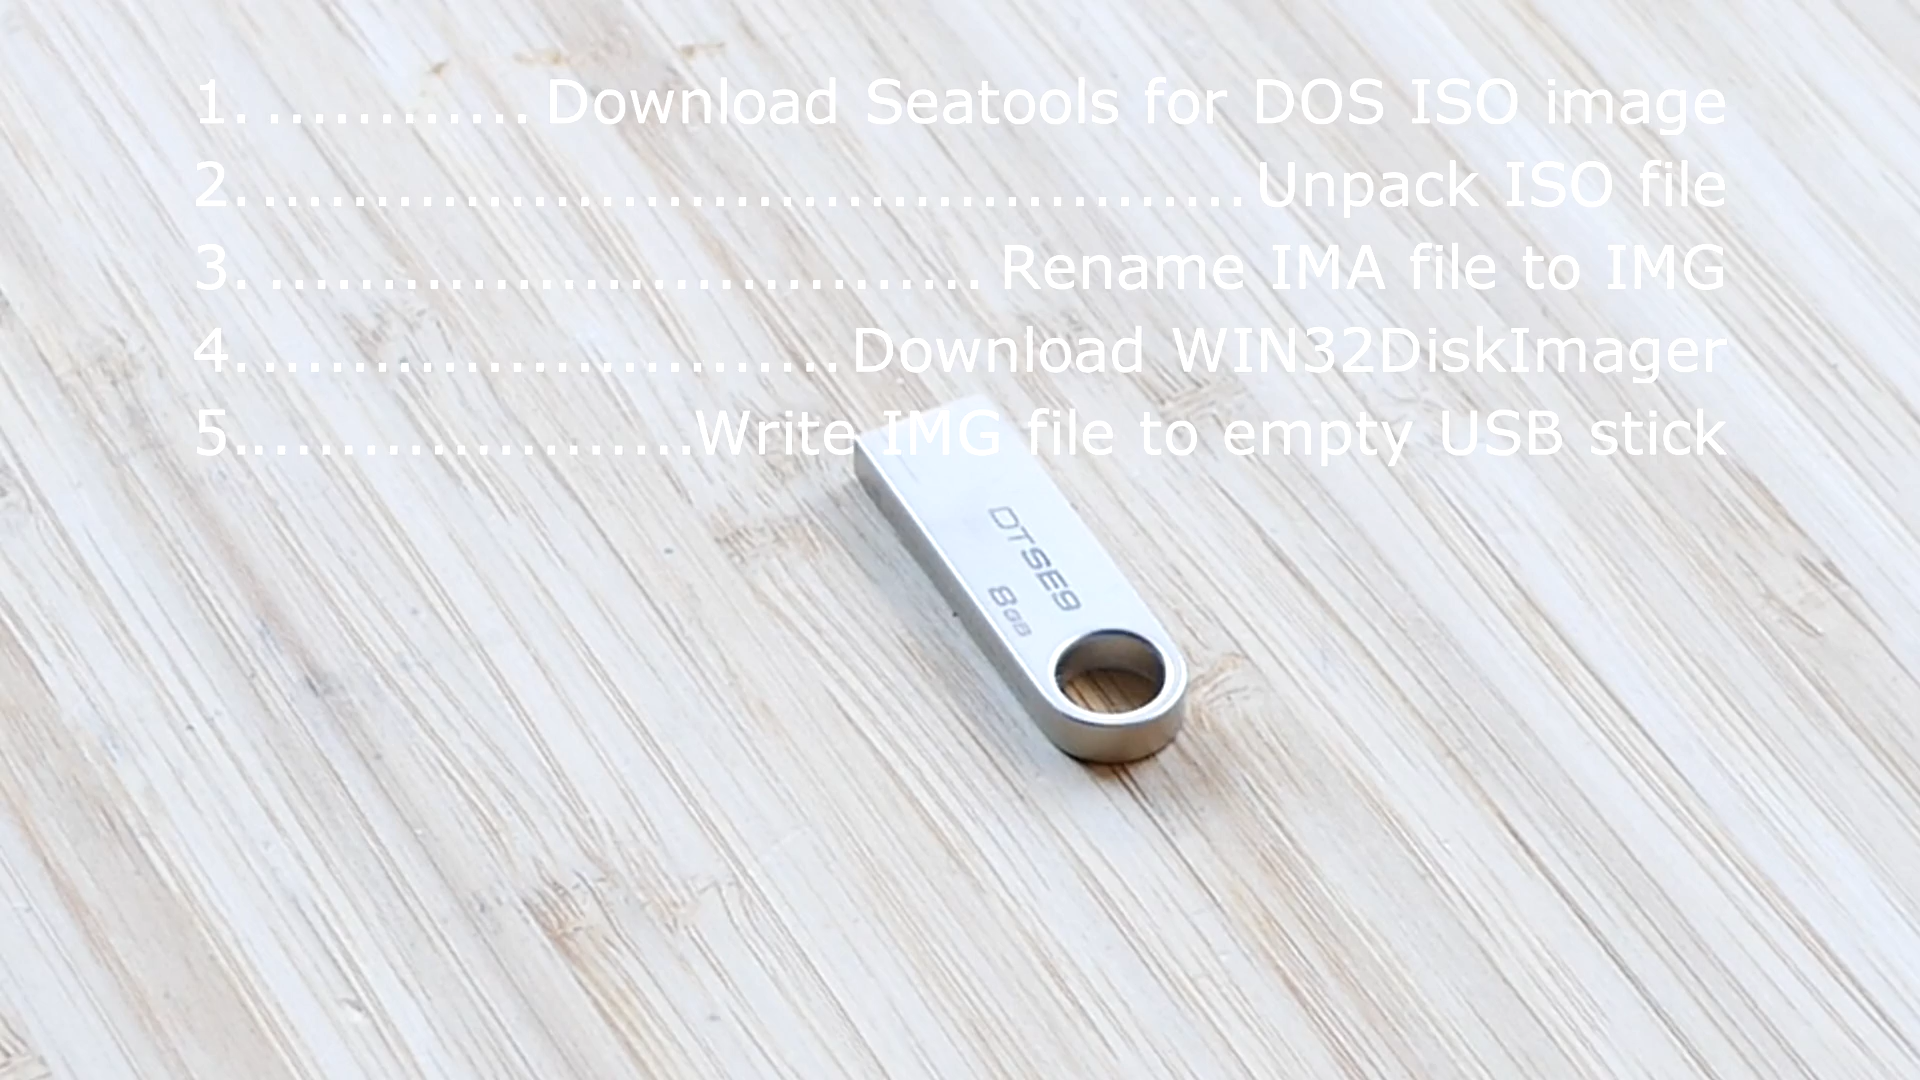 1. ............. Download Seatools for DOS ISO image
2................................................Unpack ISO file
3. ................................ Rename IMA file to IMG
4...........................Download WIN32DiskImager
5.......................Write IMG file to empty USB stick
DTSE9
8GB